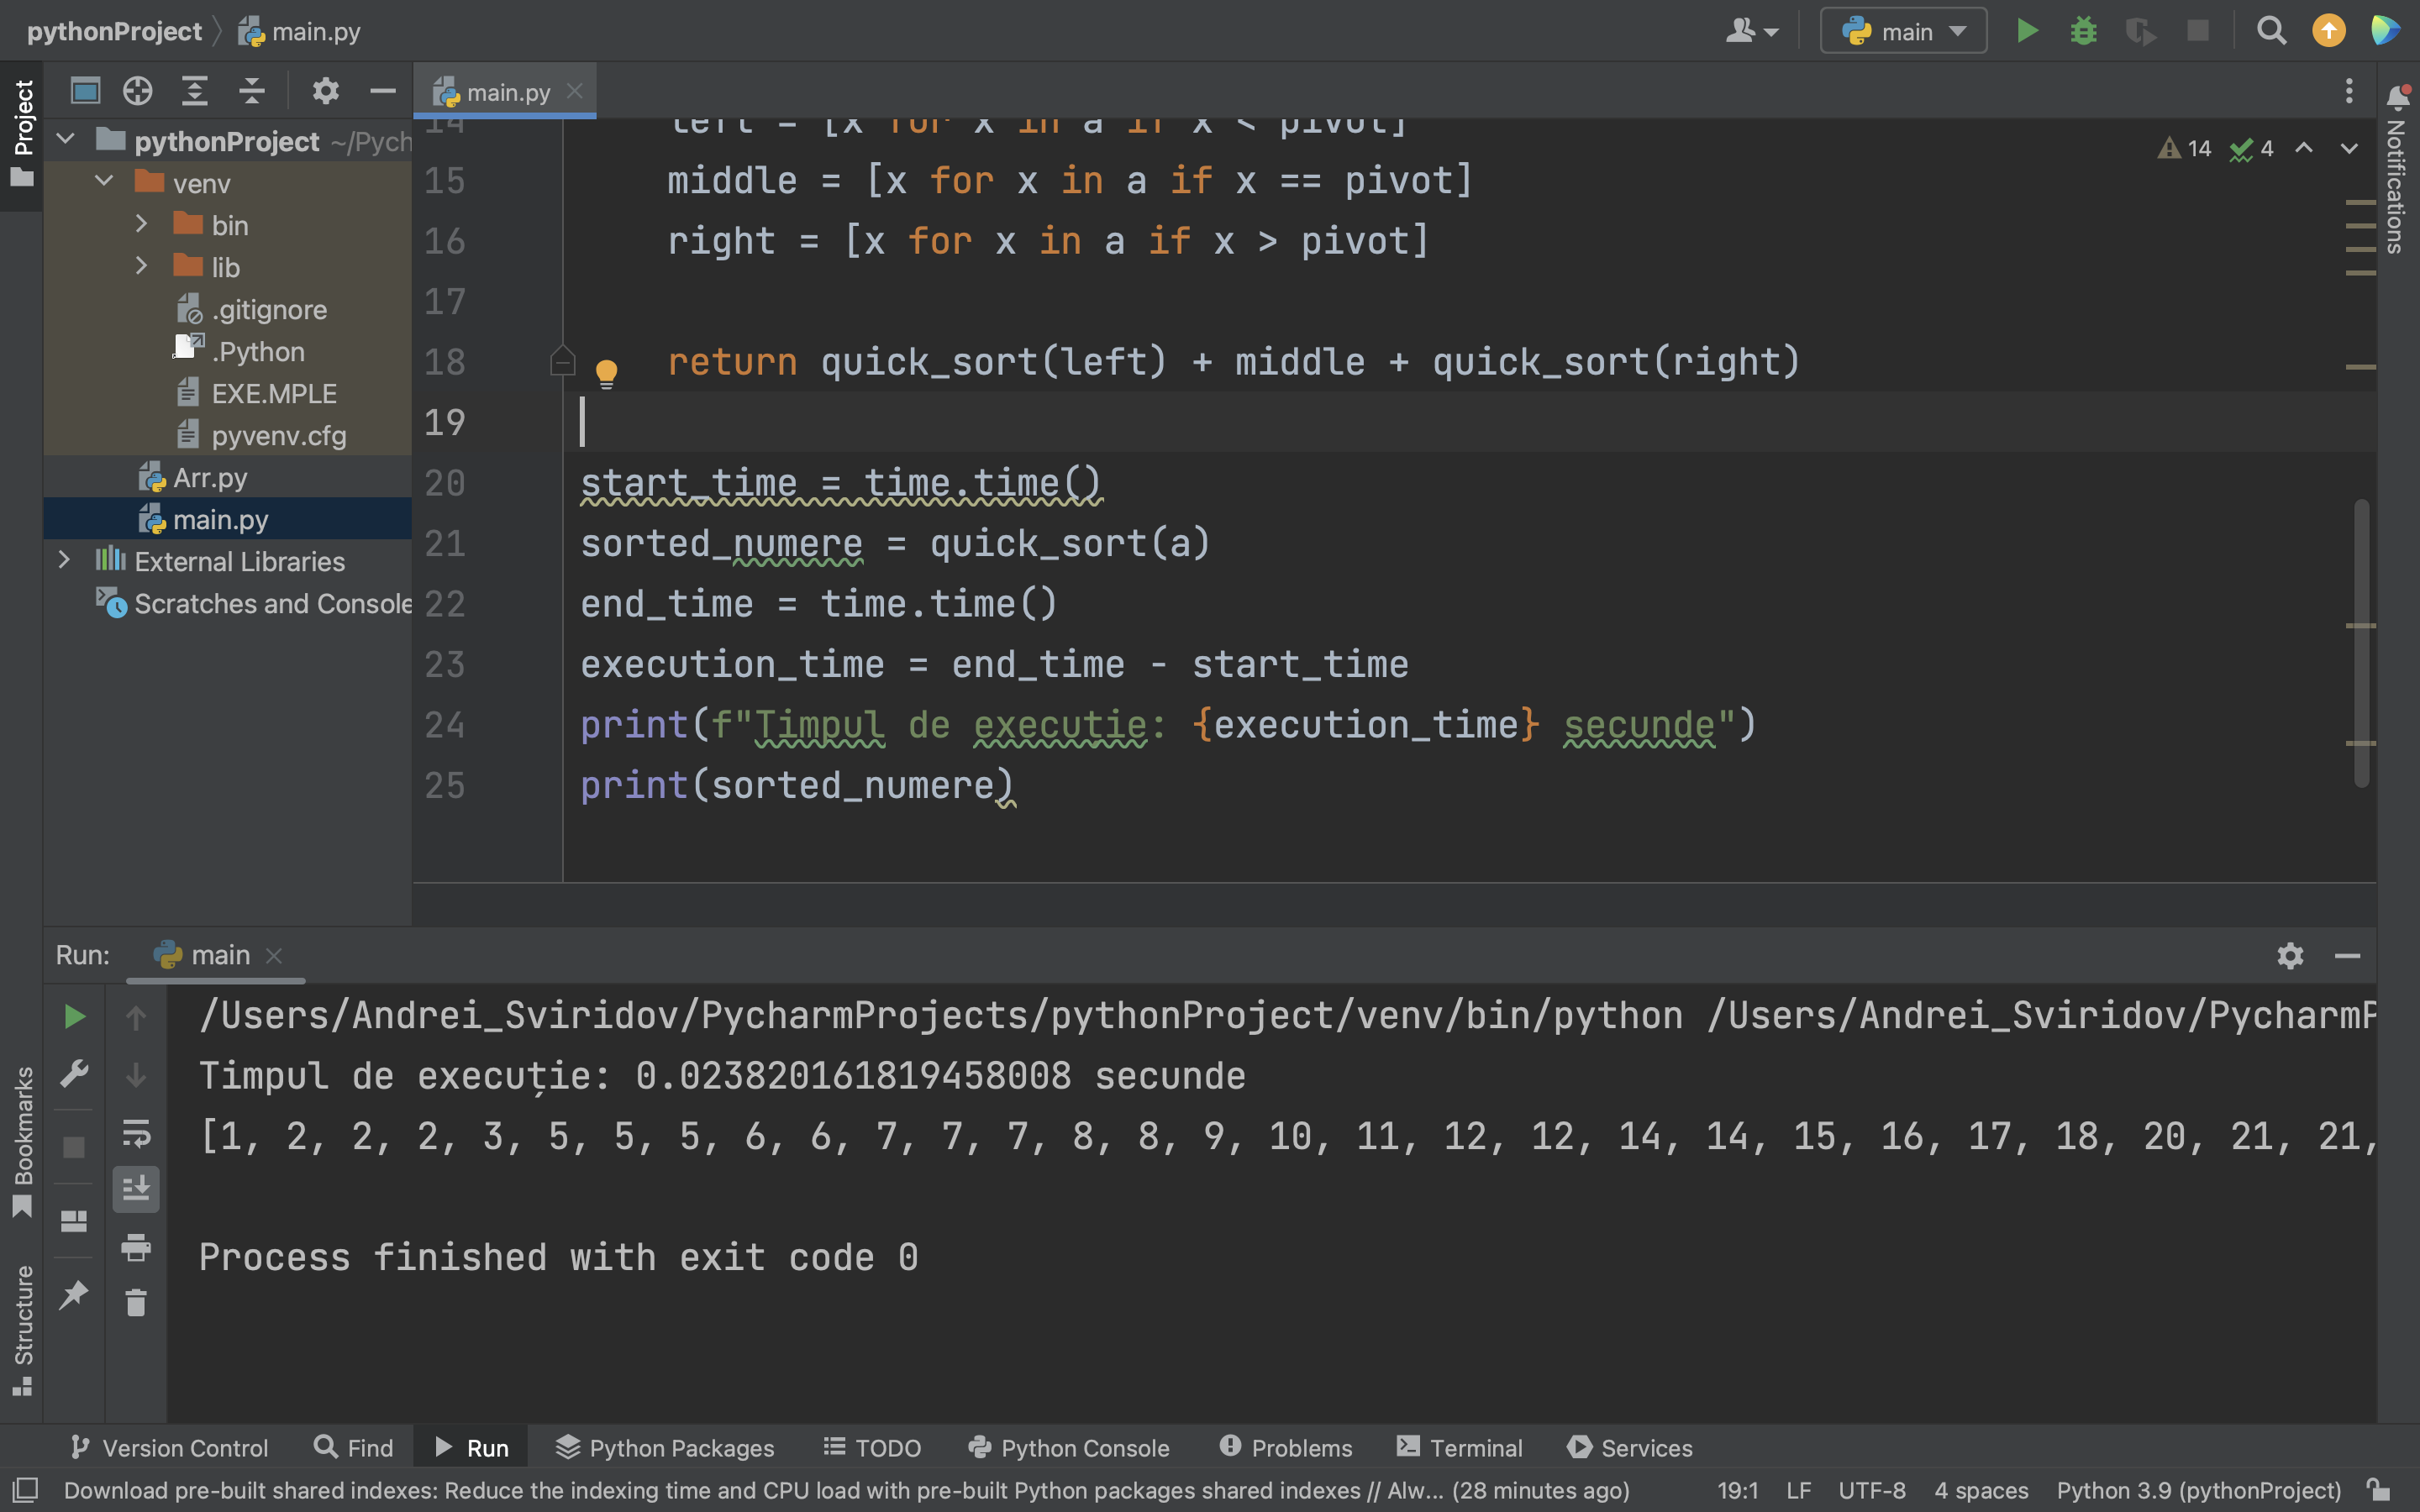 pythonProject
main.py
main
Project
main.py
pythonProject ~/Pych
venv
bin
lib
.gitignore
.Python
EXE.MPLE
pyvenv.cfg
Arr.py
main.py
External Libraries
Scratches and Console
14 left = [x for x in a if x < pivot]
15 middle = [x for x in a if x == pivot]
16 right = [x for x in a if x > pivot]
17
18 return quick_sort(left) + middle + quick_sort(right)
19
20 start_time = time.time()
21 sorted_numere = quick_sort(a)
22 end_time = time.time()
23 execution_time = end_time - start_time
24 print(f"Timpul de execuție: {execution_time} secunde")
25 print(sorted_numere)
14 4
Notifications
Run: main
/Users/Andrei_Sviridov/PycharmProjects/pythonProject/venv/bin/python /Users/Andrei_Sviridov/PycharmP
Timpul de execuție: 0.023820161819458008 secunde
[1, 2, 2, 2, 3, 5, 5, 5, 6, 6, 7, 7, 7, 8, 8, 9, 10, 11, 12, 12, 14, 14, 15, 16, 17, 18, 20, 21, 21,
Process finished with exit code 0
Bookmarks
Structure
Version Control Find Run Python Packages TODO Python Console Problems Terminal Services
Download pre-built shared indexes: Reduce the indexing time and CPU load with pre-built Python packages shared indexes // Alw... (28 minutes ago) 19:1 LF UTF-8 4 spaces Python 3.9 (pythonProject)